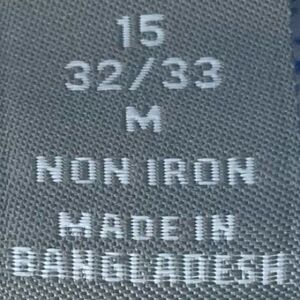 15
32/33
M
NON IRON
MADE IN
BANGLADESH